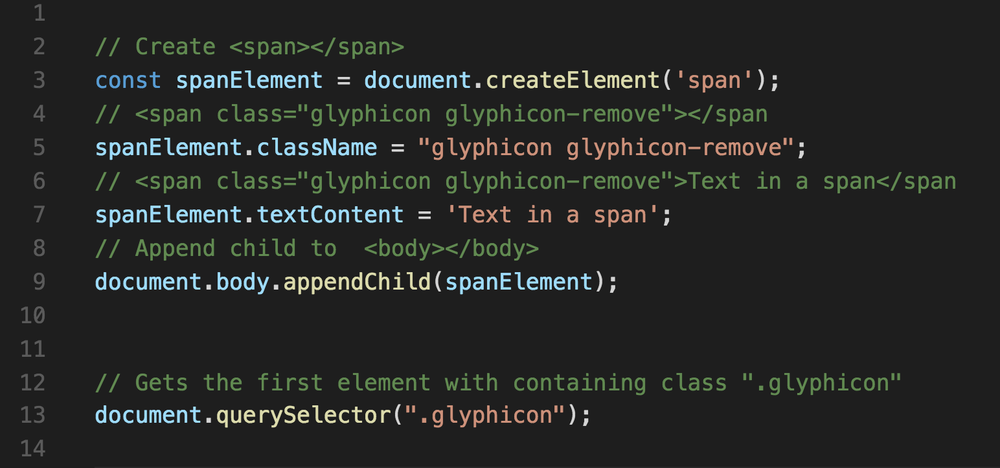 1
2 // Create <span></span>
3 const spanElement = document.createElement('span');
4 // <span class="glyphicon glyphicon-remove"></span
5 spanElement.className = "glyphicon glyphicon-remove";
6 // <span class="glyphicon glyphicon-remove">Text in a span</span
7 spanElement.textContent = 'Text in a span';
8 // Append child to  <body></body>
9 document.body.appendChild(spanElement);
10
11
12 // Gets the first element with containing class ".glyphicon"
13 document.querySelector(".glyphicon");
14